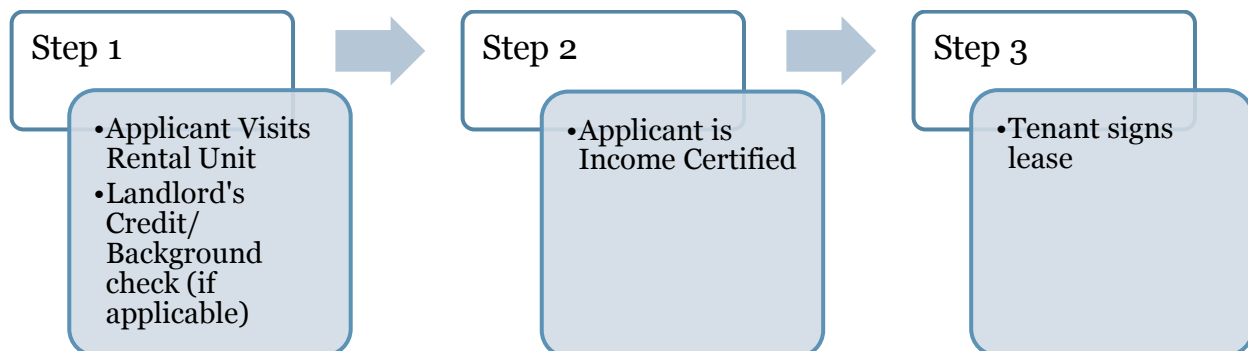 Step 1
•Applicant Visits
Rental Unit
•Landlord's
Credit/
Background
check (if
applicable)
Step 2
•Applicant is
Income Certified
Step 3
•Tenant signs
lease